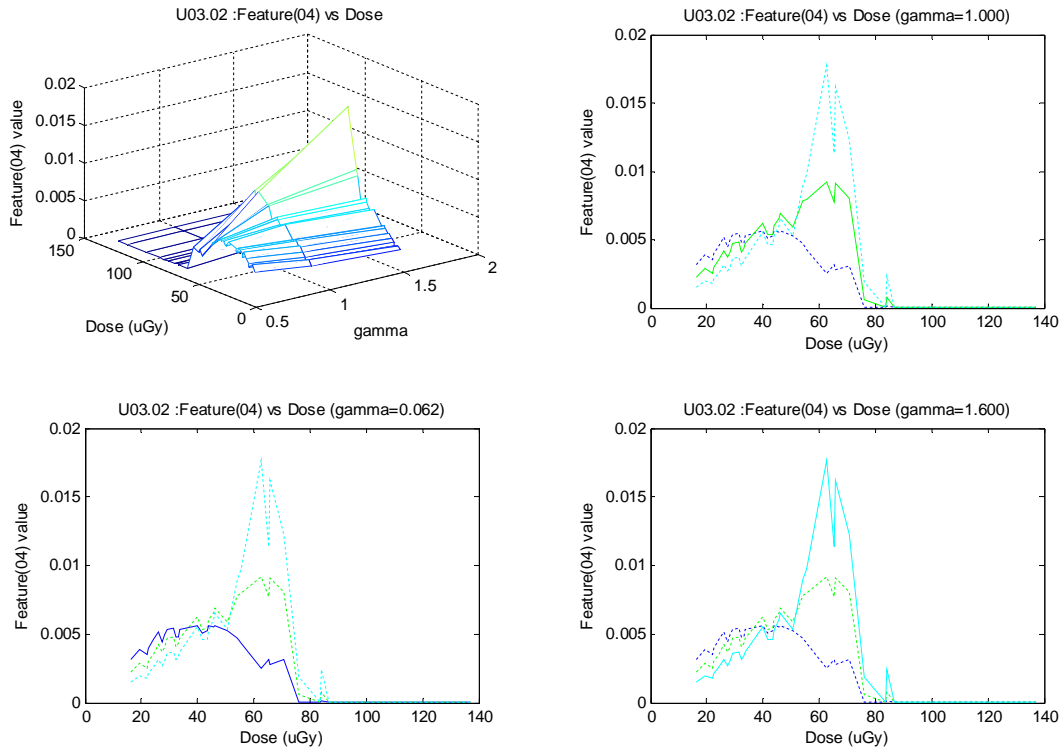 U03.02 :Feature(04) vs Dose
0.02
0.015
0.01
0.005
0
150
100
50
0
0.5
1
1.5
2
Feature(04) value
Dose (uGy)
gamma
U03.02 :Feature(04) vs Dose (gamma=1.000)
0.02
0.015
0.01
0.005
0
0 20 40 60 80 100 120 140
Feature(04) value
Dose (uGy)
U03.02 :Feature(04) vs Dose (gamma=0.062)
0.02
0.015
0.01
0.005
0
0 20 40 60 80 100 120 140
Feature(04) value
Dose (uGy)
U03.02 :Feature(04) vs Dose (gamma=1.600)
0.02
0.015
0.01
0.005
0
0 20 40 60 80 100 120 140
Feature(04) value
Dose (uGy)